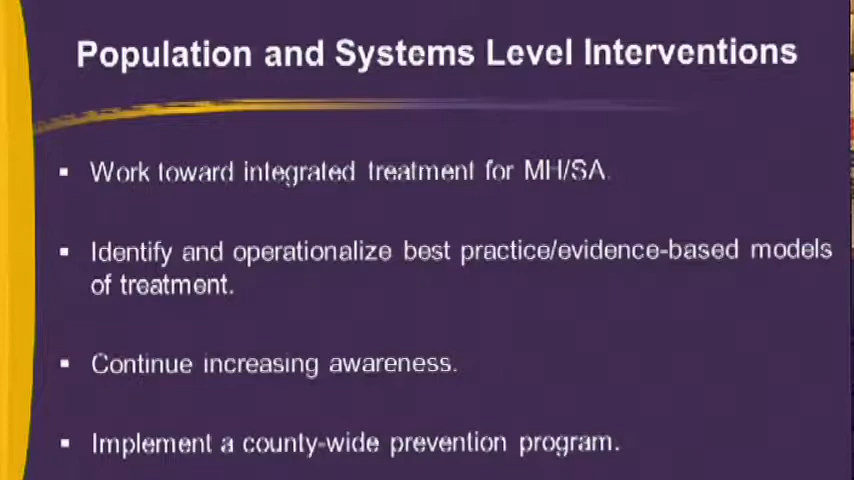 Population and Systems Level Interventions
▪ Work toward integrated treatment for MH/SA.
▪ Identify and operationalize best practice/evidence-based models
of treatment.
▪ Continue increasing awareness.
▪ Implement a county-wide prevention program.